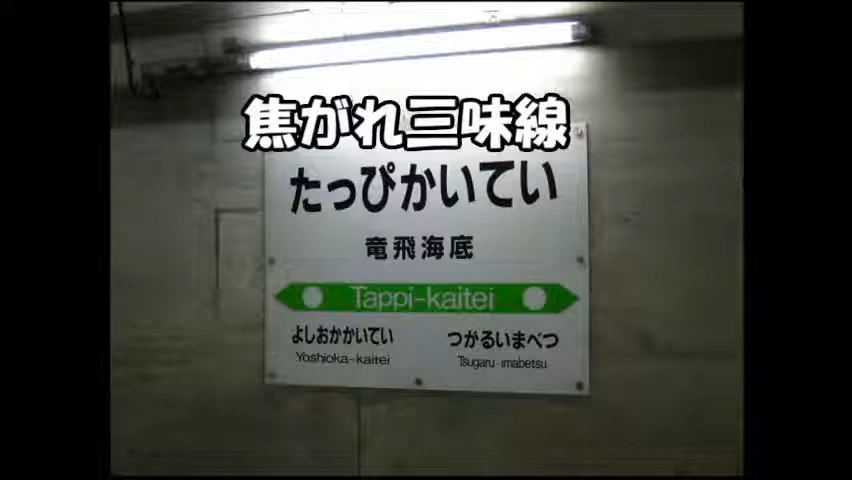 焦がれ三味線
たっぴかいてい
竜飛海底
Tappi-kaitei
よしおかかいてい つがるいまべつ
Yoshioka-kaitei Tsugaru-imabetsu